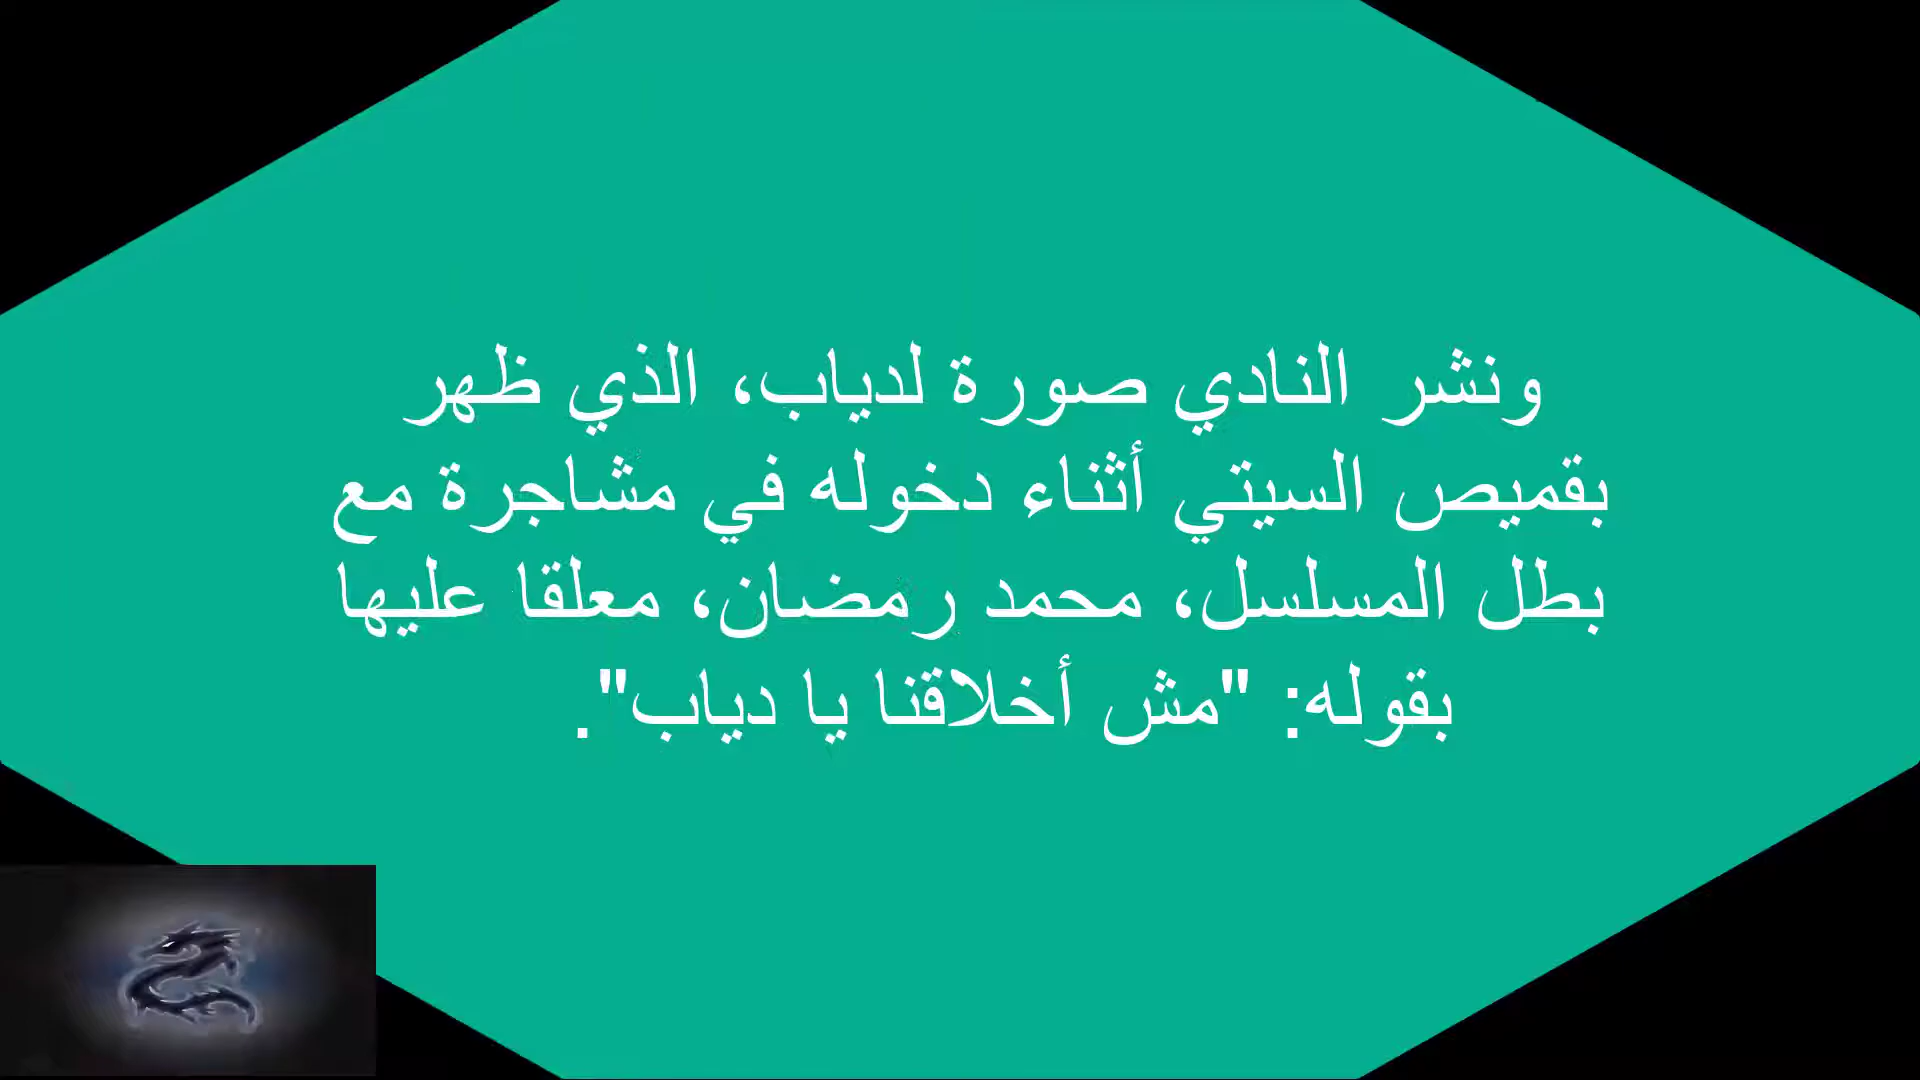 ونشر النادي صورة لدياب، الذي ظهر
بقميص السيتي أثناء دخوله في مشاجرة مع
بطل المسلسل، محمد رمضان، معلقا عليها
بقوله: "مش أخلاقنا يا دياب".